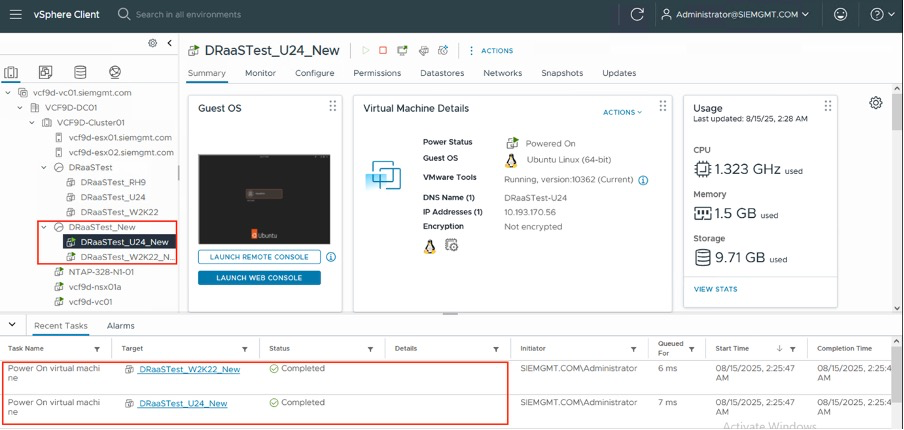 vSphere Client
Search in all environments
Administrator@SIEMGMT.COM
vcf9d-vc01.siemgmt.com
VCF9D-DC01
VCF9D-Cluster01
vcf9d-esx01.siemgmt.com
vcf9d-esx02.siemgmt.com
DRaaSTest
DRaaSTest_RH9
DRaaSTest_U24
DRaaSTest_W2K22
DRaaSTest_New
DRaaSTest_U24_New
DRaaSTest_W2K22_N...
NTAP-328-N1-01
vcf9d-nsx01a
vcf9d-vc01
DRaaSTest_U24_New
ACTIONS
Summary Monitor Configure Permissions Datastores Networks Snapshots Updates
Guest OS
Ubuntu
LAUNCH REMOTE CONSOLE
LAUNCH WEB CONSOLE
Virtual Machine Details
ACTIONS
Power Status Powered On
Guest OS Ubuntu Linux (64-bit)
VMware Tools Running, version:10362 (Current)
DNS Name (1) DRaaSTest-U24
IP Addresses (1) 10.193.170.56
Encryption Not encrypted
Usage
Last updated: 8/15/25, 2:28 AM
CPU
1.323 GHz used
Memory
1.5 GB used
Storage
9.71 GB used
VIEW STATS
Recent Tasks Alarms
Task Name Target Status Details Initiator Queued For Start Time Completion Time
Power On virtual machi
ne
DRaaSTest_W2K22_New Completed SIEMGMT.COM\Administrator 6 ms 08/15/2025, 2:25:47 AM 08/15/2025, 2:25:4
AM
Power On virtual machi
ne
DRaaSTest_U24_New Completed SIEMGMT.COM\Administrator 7 ms 08/15/2025, 2:25:47 AM 08/15/2025, 2:25:4
AM
Activate Windows